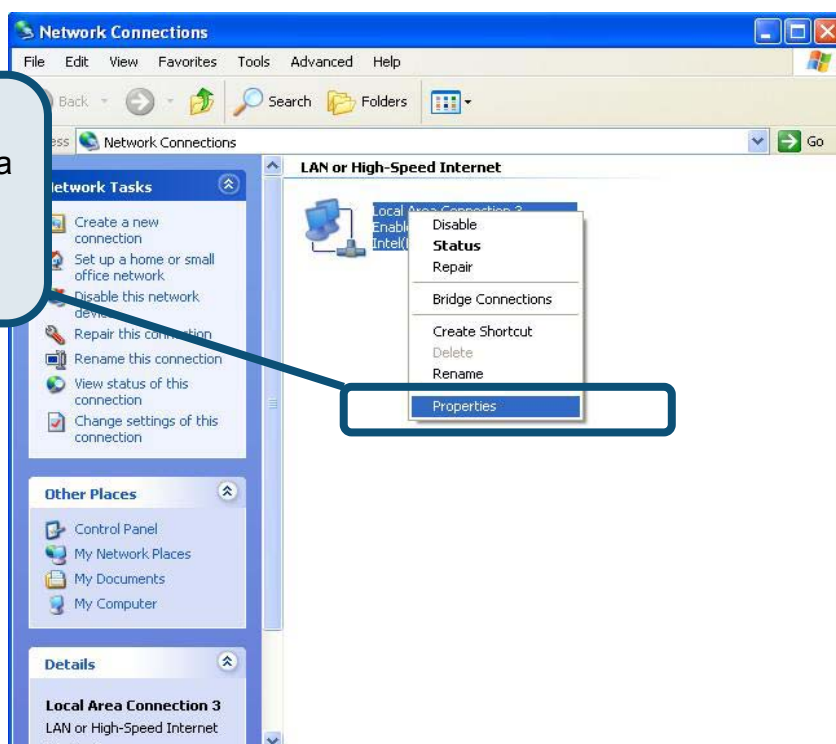 Network Connections
File Edit View Favorites Tools Advanced Help
Back Search Folders
Network Connections Go
a
LAN or High-Speed Internet
Network Tasks
Create a new
connection
Set up a home or small
office network
Disable this network
Repair this connection
Rename this connection
View status of this
connection
Change settings of this
connection
Local Area Connection 3
Disable
Status
Repair
Bridge Connections
Create Shortcut
Delete
Rename
Properties
Other Places
Control Panel
My Network Places
My Documents
My Computer
Details
Local Area Connection 3
LAN or High-Speed Internet